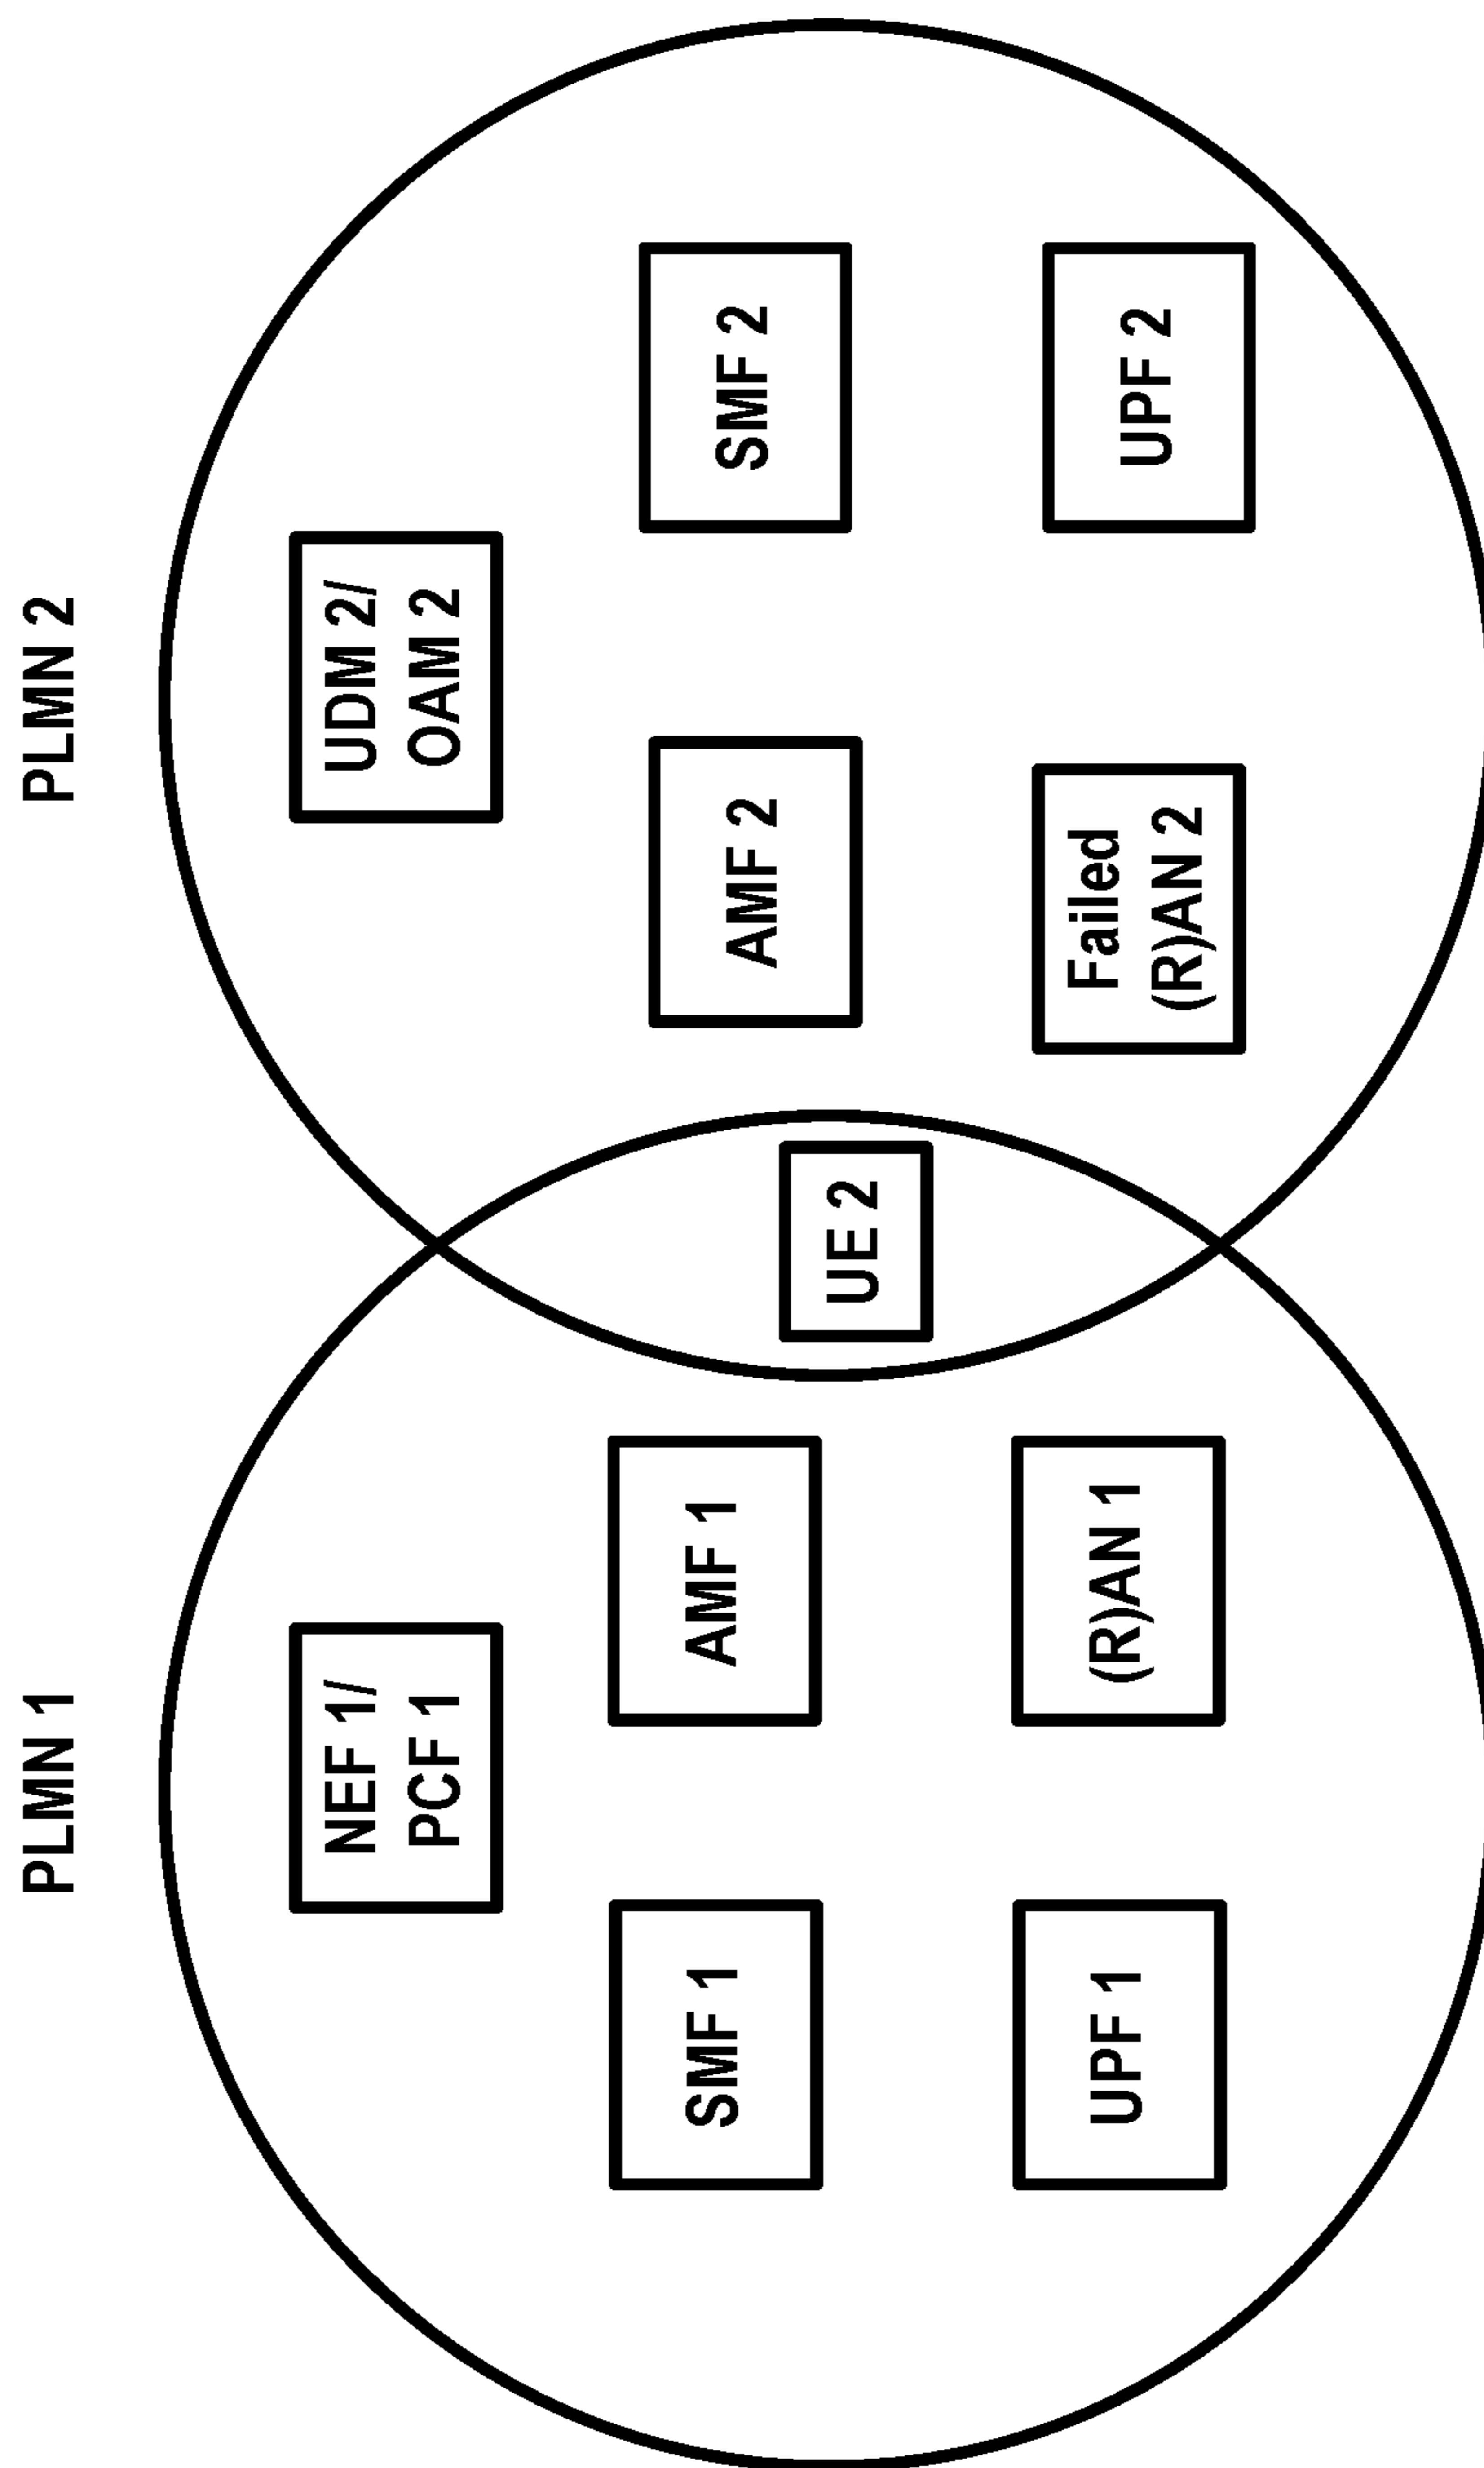 PLMN 1
PLMN 2
NEF 1/
PCF 1
UDM 2/
OAM 2
SMF 1
AMF 1
UE 2
AMF 2
SMF 2
UPF 1
(R)AN 1
Failed
(R)AN 2
UPF 2